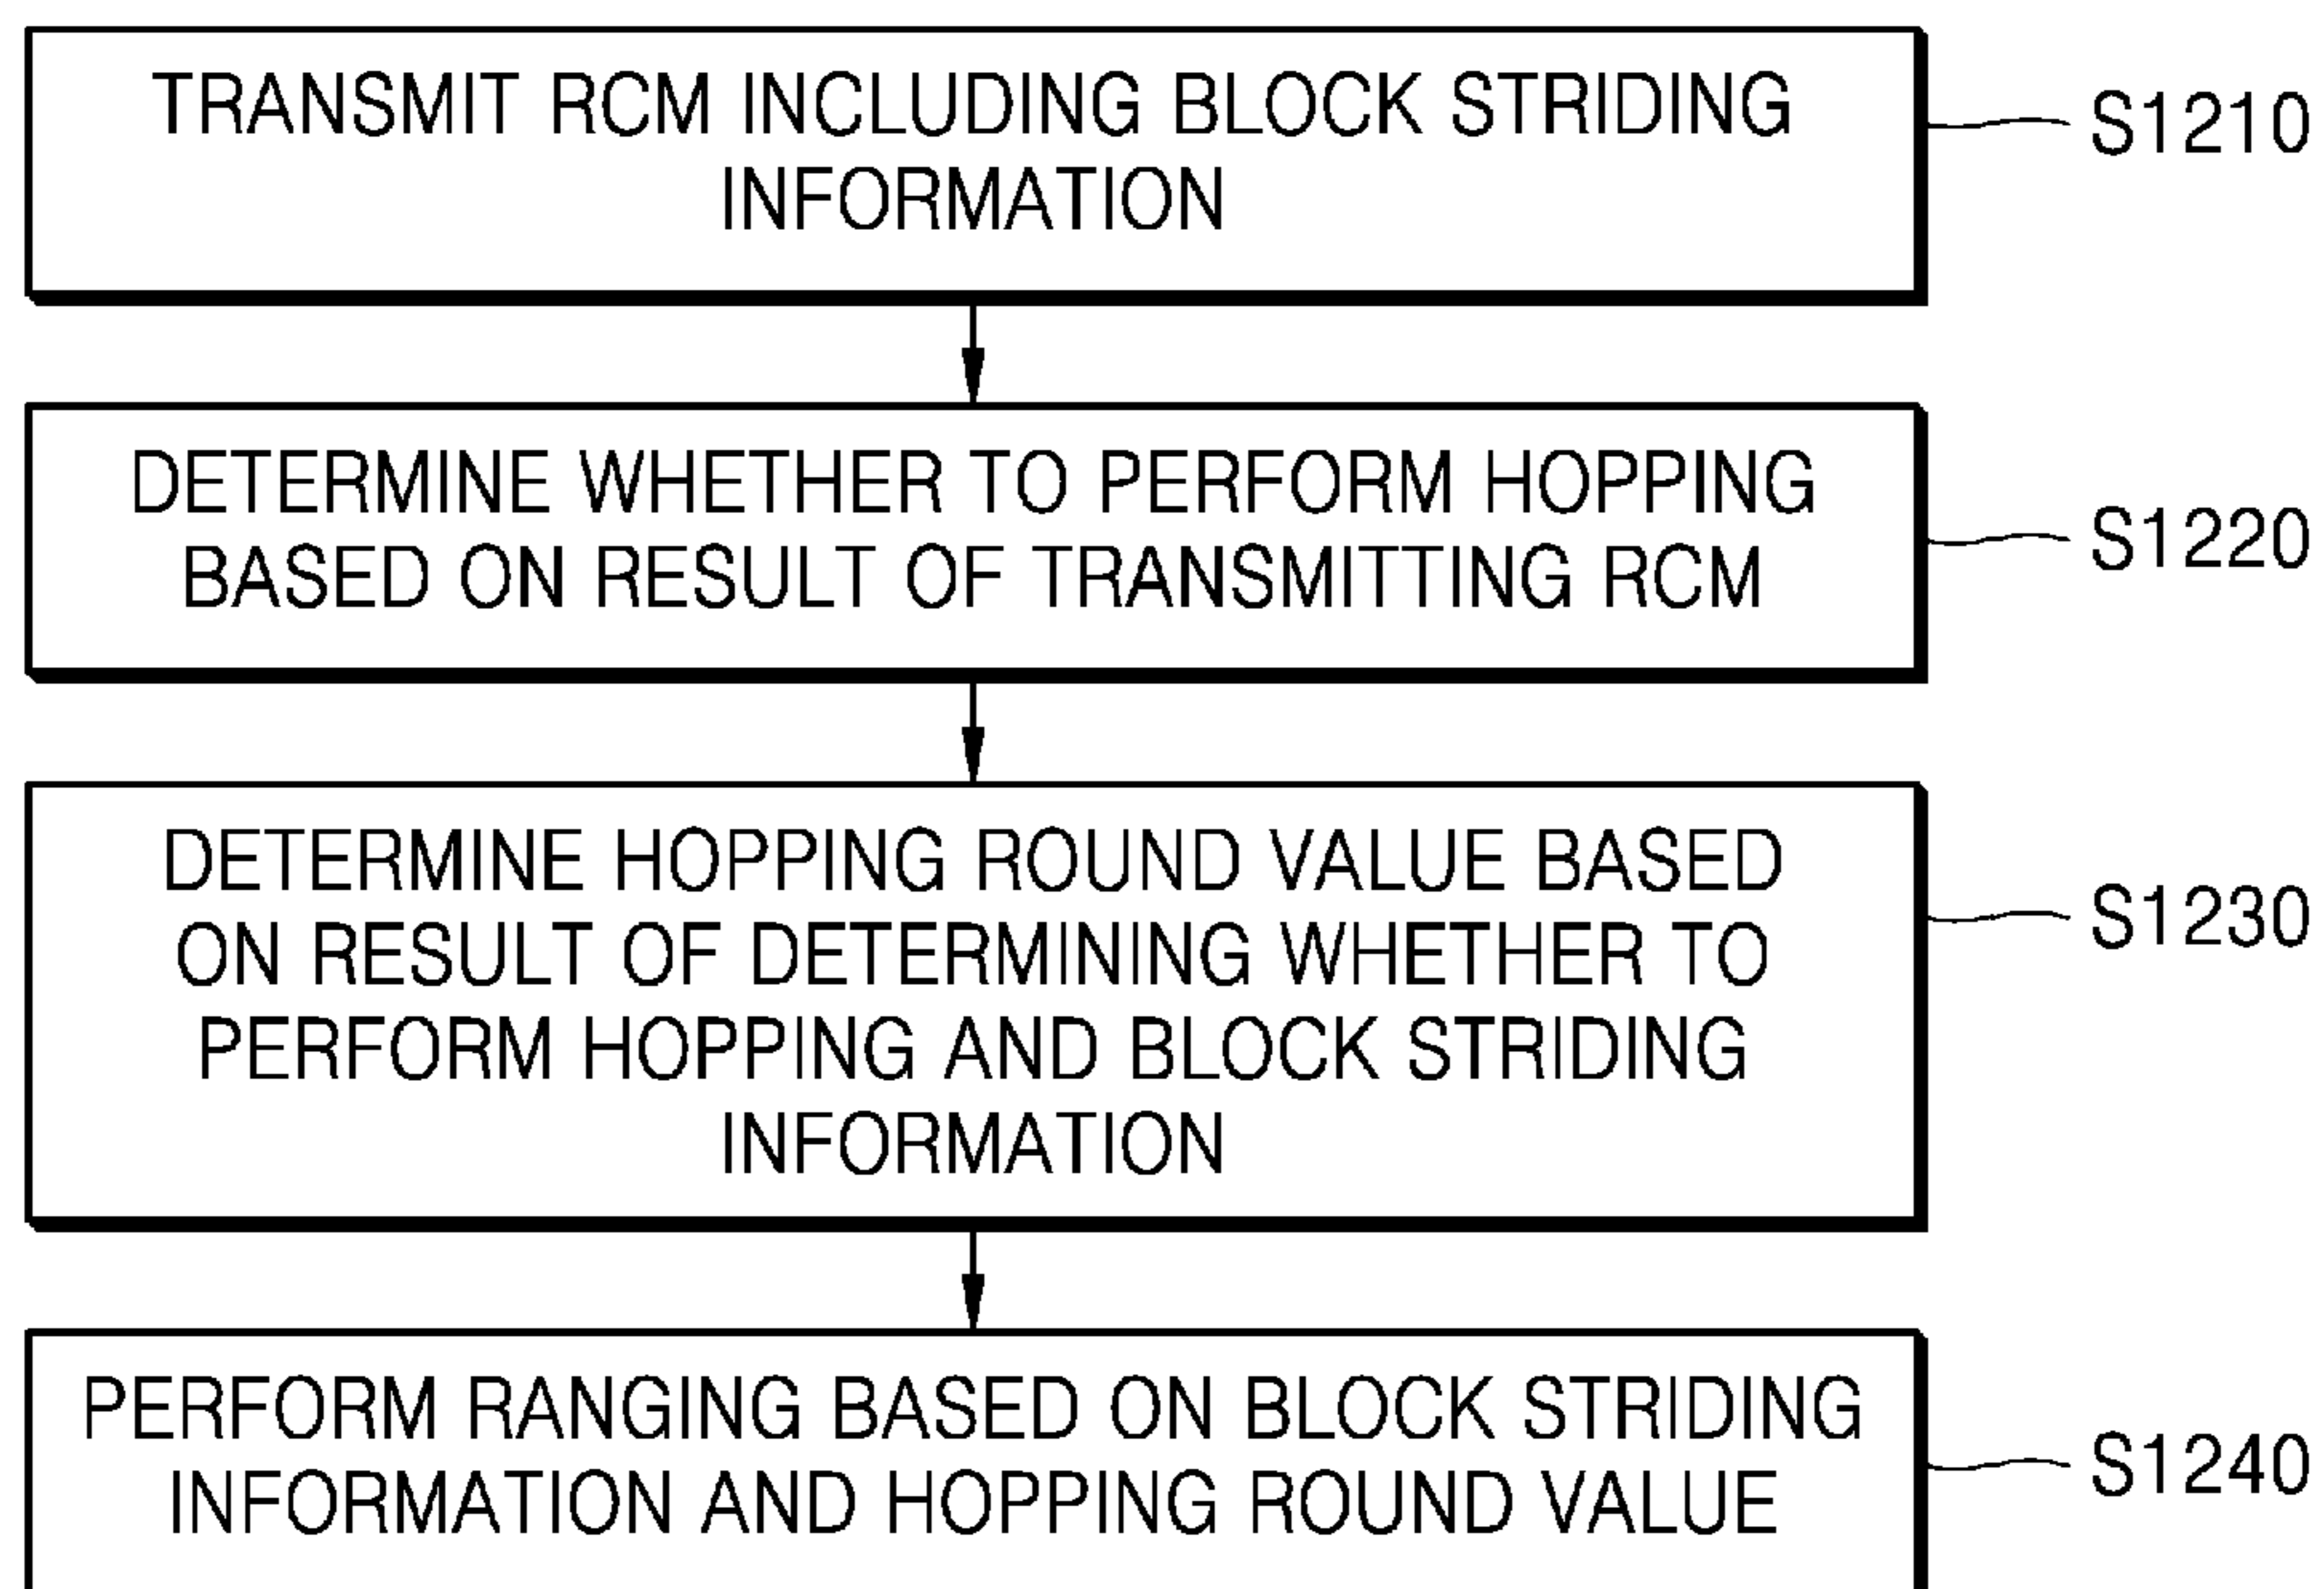 TRANSMIT RCM INCLUDING BLOCK STRIDING
INFORMATION
S1210
DETERMINE WHETHER TO PERFORM HOPPING
BASED ON RESULT OF TRANSMITTING RCM
S1220
DETERMINE HOPPING ROUND VALUE BASED
ON RESULT OF DETERMINING WHETHER TO
PERFORM HOPPING AND BLOCK STRIDING
INFORMATION
S1230
PERFORM RANGING BASED ON BLOCK STRIDING
INFORMATION AND HOPPING ROUND VALUE
S1240